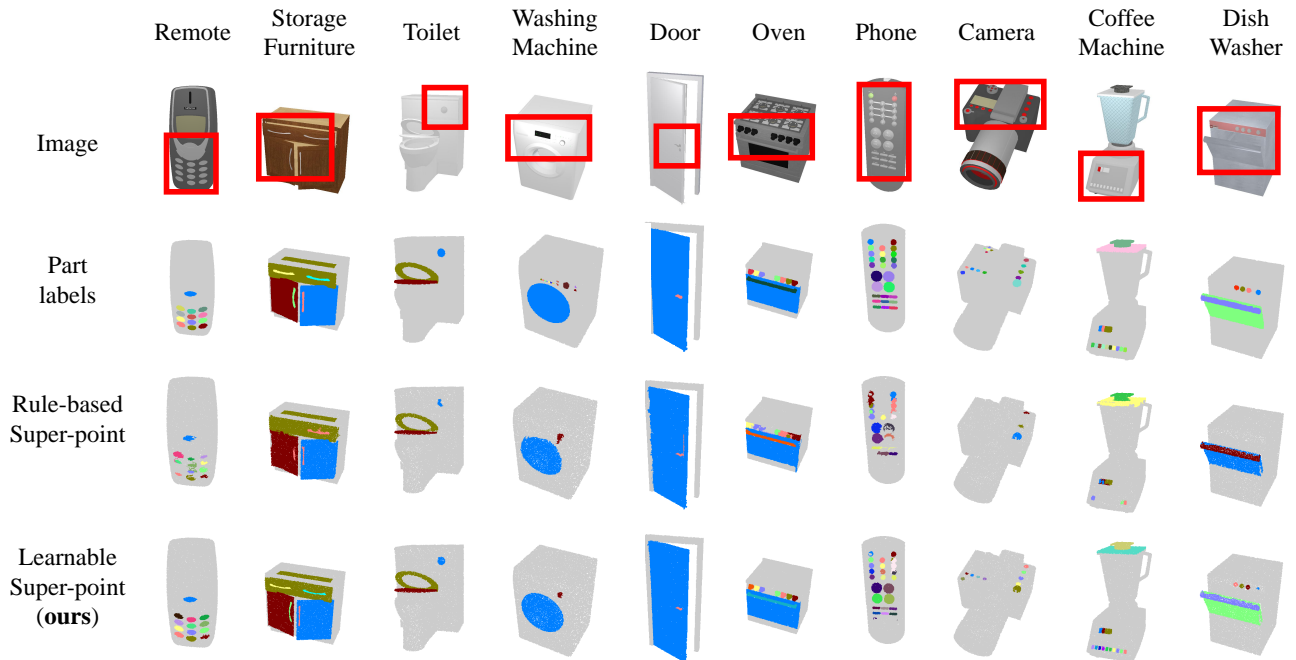 Remote
Storage
Furniture
Toilet
Washing
Machine
Door
Oven
Phone
Camera
Coffee
Machine
Dish
Washer
Image
Part
labels
Rule-based
Super-point
Learnable
Super-point
(ours)